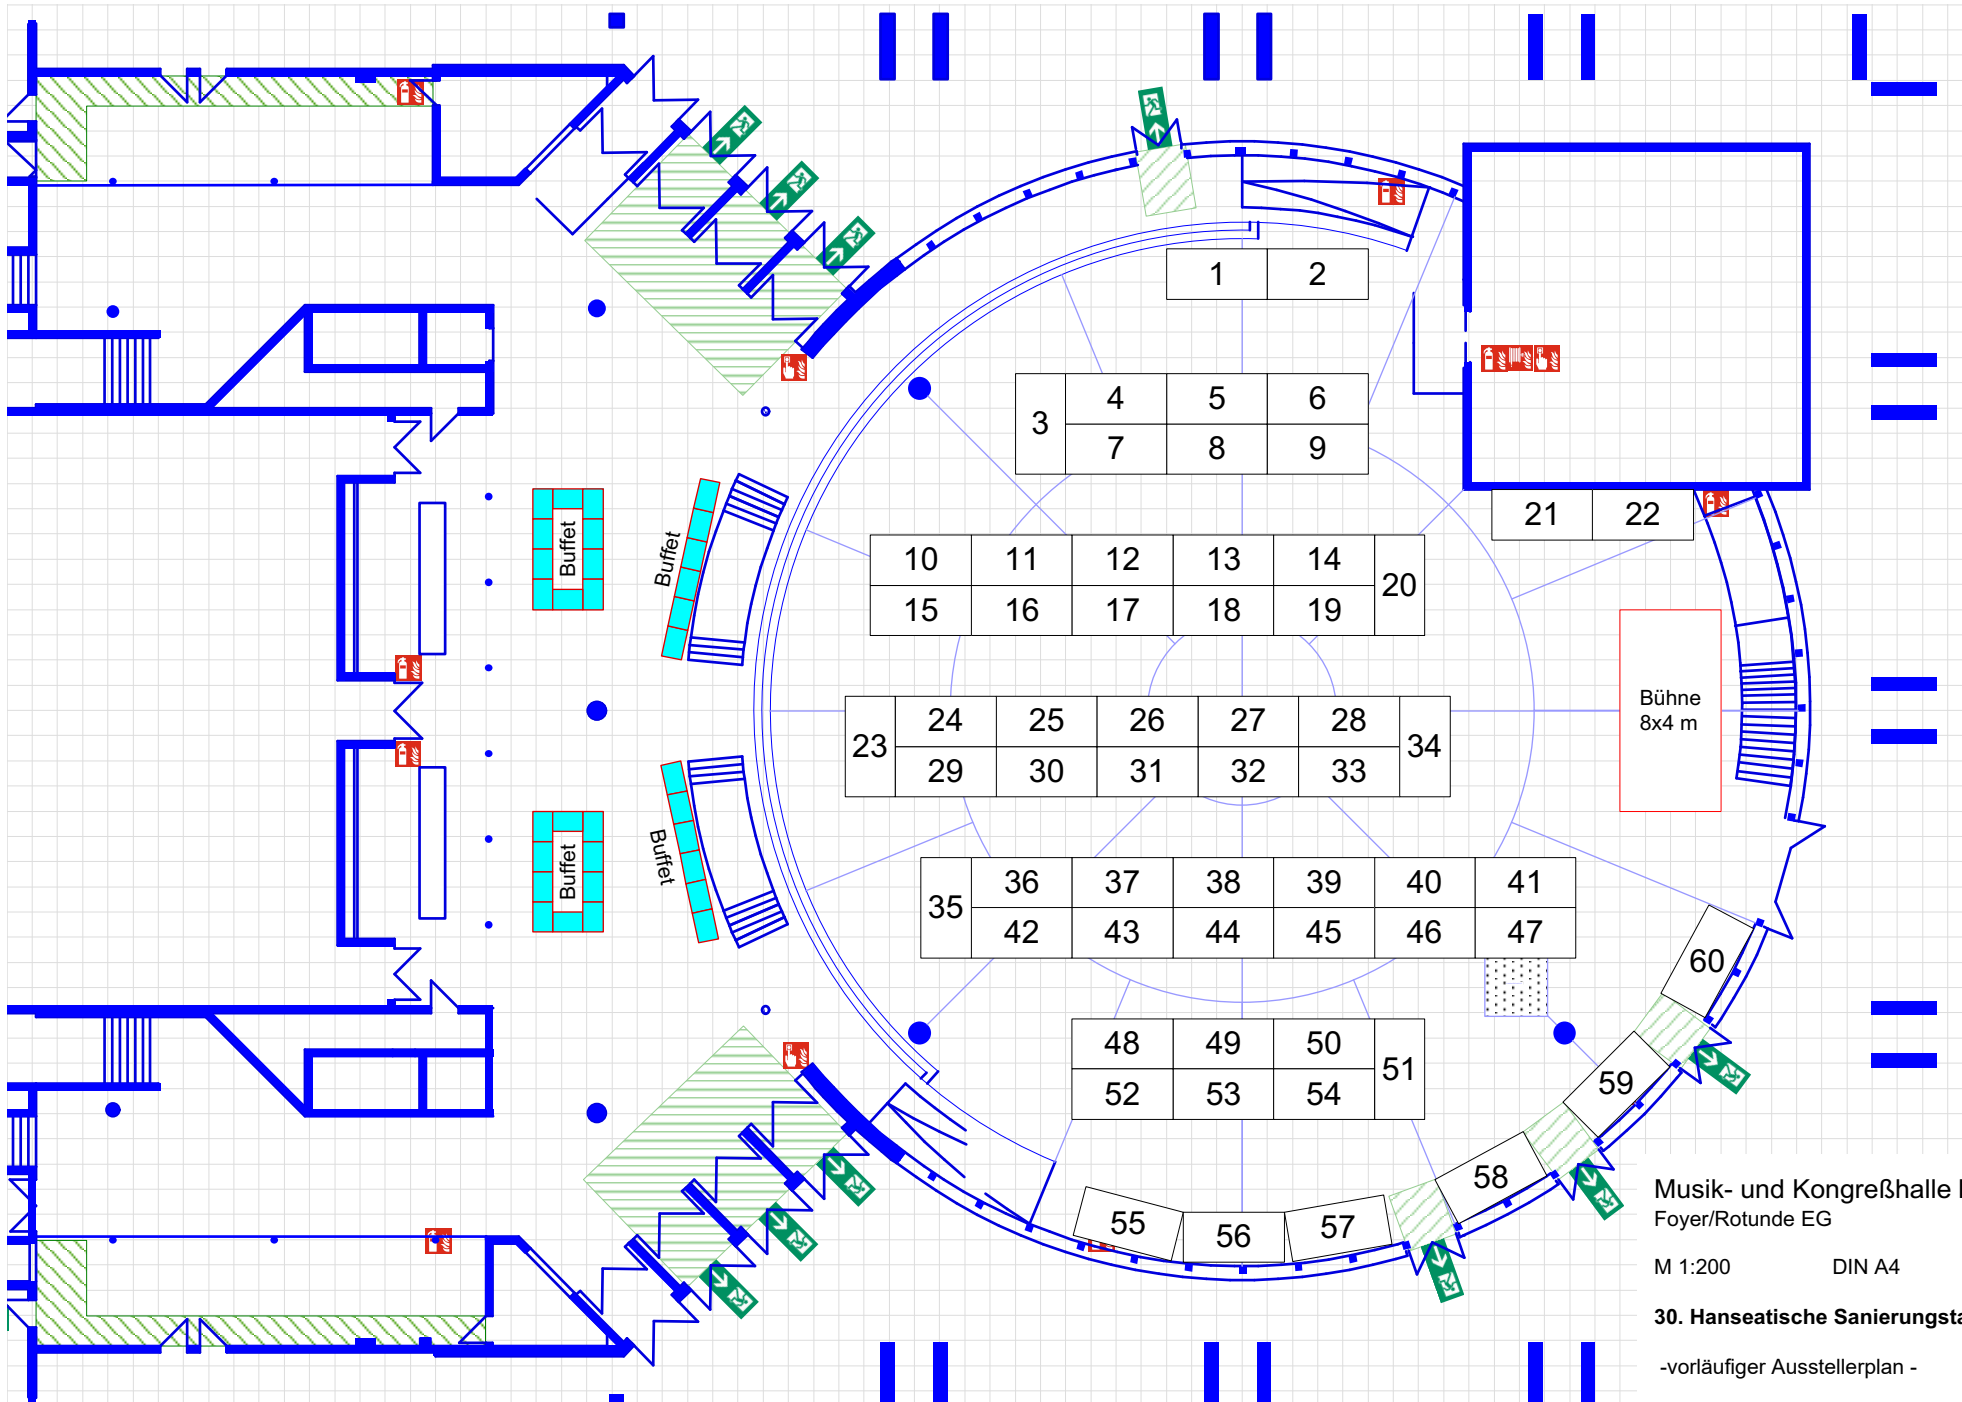 1 2
3 4 5 6
7 8 9
21 22
10 11 12 13 14 20
15 16 17 18 19
Buffet
Buffet
Bühne
8x4 m
23 24 25 26 27 28 34
29 30 31 32 33
Buffet
Buffet
35 36 37 38 39 40 41
42 43 44 45 46 47
60
48 49 50 51
52 53 54
59
58
55 56 57
Musik- und Kongreßhalle
Foyer/Rotunde EG
M 1:200 DIN A4
30. Hanseatische Sanierungsta
-vorläufiger Ausstellerplan -